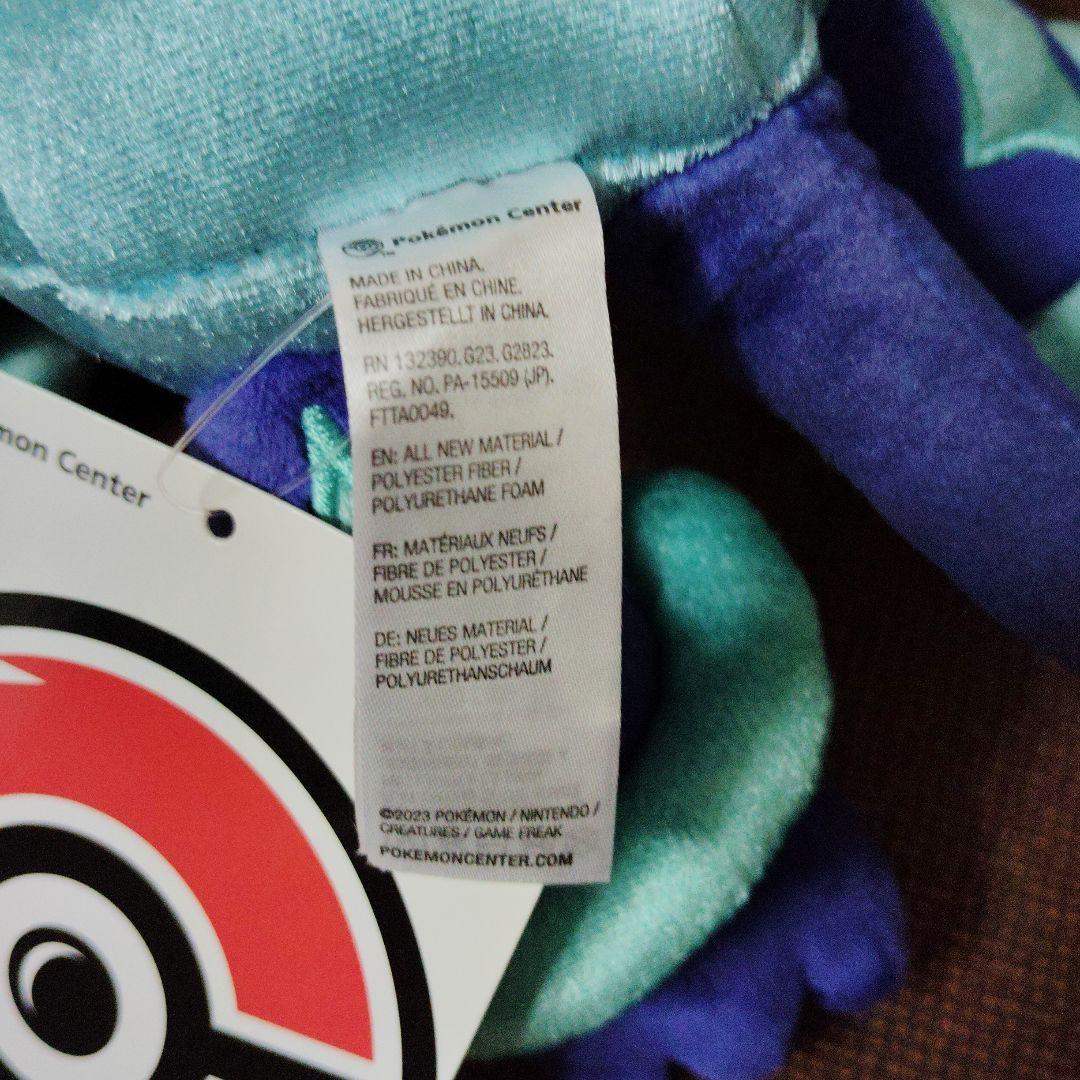 Pokémon Center
MADE IN CHINA.
FABRIQUÉ EN CHINE.
HERGESTELLT IN CHINA.
RN 132390. G23. G2823.
REG. NO. PA-15509 (JP).
FTTA0049.
EN: ALL NEW MATERIAL /
POLYESTER FIBER /
POLYURETHANE FOAM
FR: MATÉRIAUX NEUFS /
FIBRE DE POLYESTER /
MOUSSE EN POLYURÉTHANE
DE: NEUES MATERIAL /
FIBRE DE POLYESTER /
POLYURETHANSCHAUM
©2023 POKÉMON / NINTENDO /
CREATURES / GAME FREAK
POKEMONCENTER.COM
mon Center